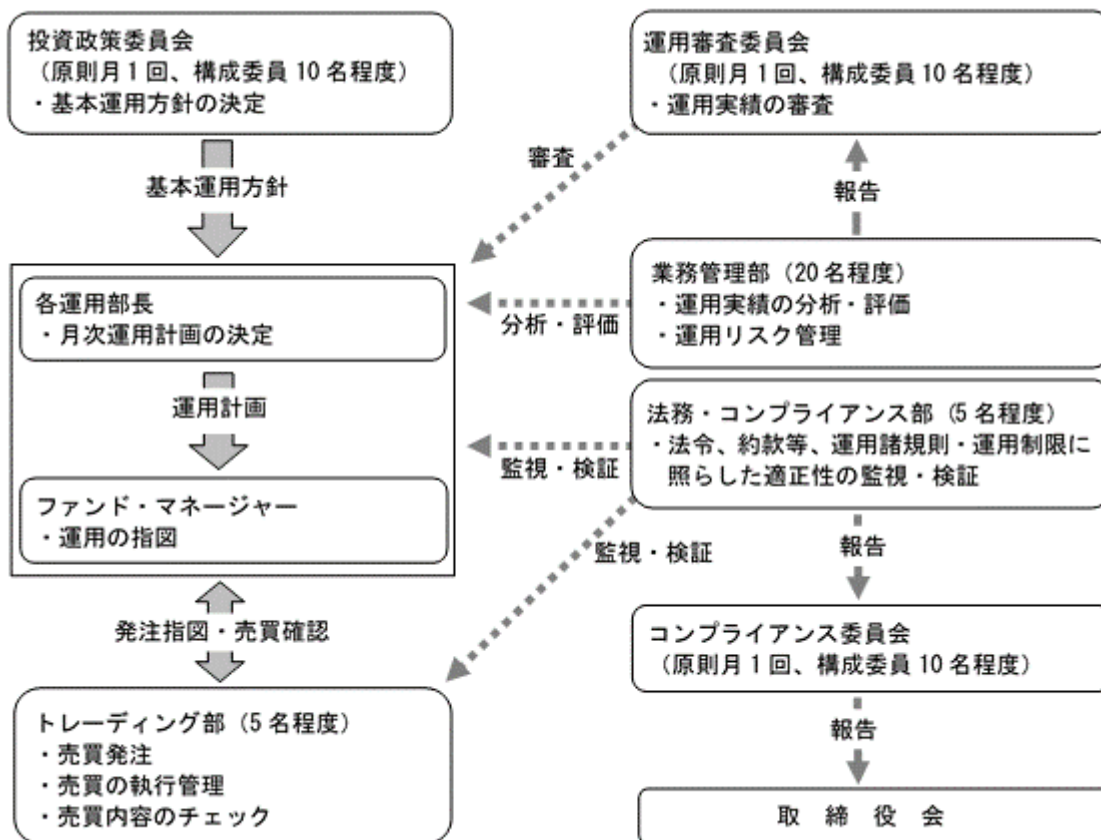 投資政策委員会
（原則月１回、構成委員 10 名程度）
・基本運用方針の決定
基本運用方針
各運用部長
・月次運用計画の決定
運用計画
ファンド・マネージャー
・運用の指図
発注指図・売買確認
トレーディング部（5 名程度）
・売買発注
・売買の執行管理
・売買内容のチェック
運用審査委員会
（原則月１回、構成委員 10 名程度）
・運用実績の審査
審査
報告
業務管理部（20 名程度）
・運用実績の分析・評価
・運用リスク管理
分析・評価
法務・コンプライアンス部（5 名程度）
・法令、約款等、運用諸規則・運用制限に
照らした適正性の監視・検証
監視・検証
監視・検証
報告
コンプライアンス委員会
（原則月１回、構成委員 10 名程度）
報告
取　締　役　会